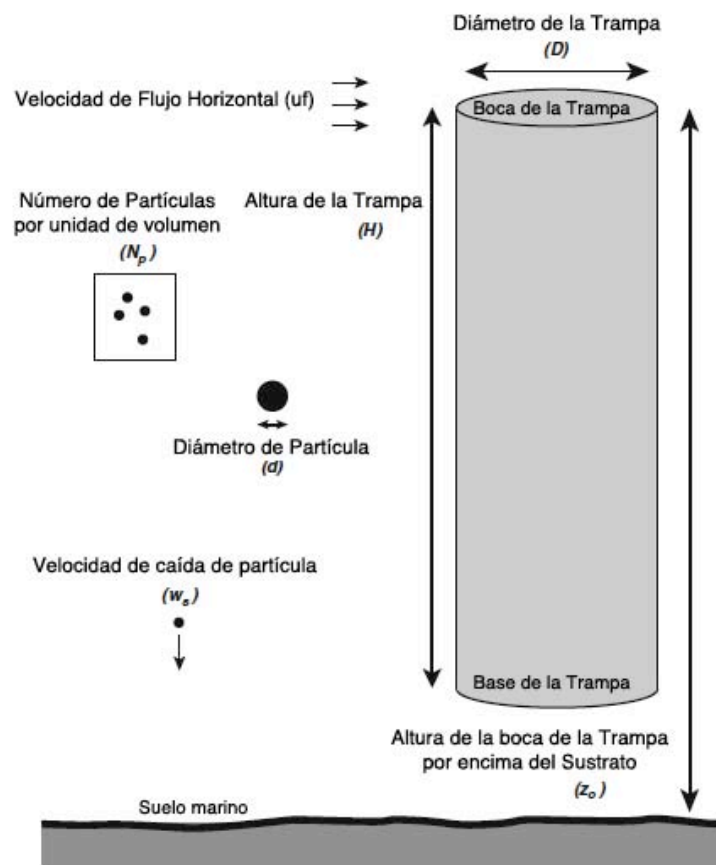 Diámetro de la Trampa
(D)
Velocidad de Flujo Horizontal (uf)
Boca de la Trampa
Número de Partículas
por unidad de volumen
(Np)
Altura de la Trampa
(H)
Diámetro de Partícula
(d)
Velocidad de caída de partícula
(ws)
Base de la Trampa
Altura de la boca de la Trampa
por encima del Sustrato
(zo)
Suelo marino